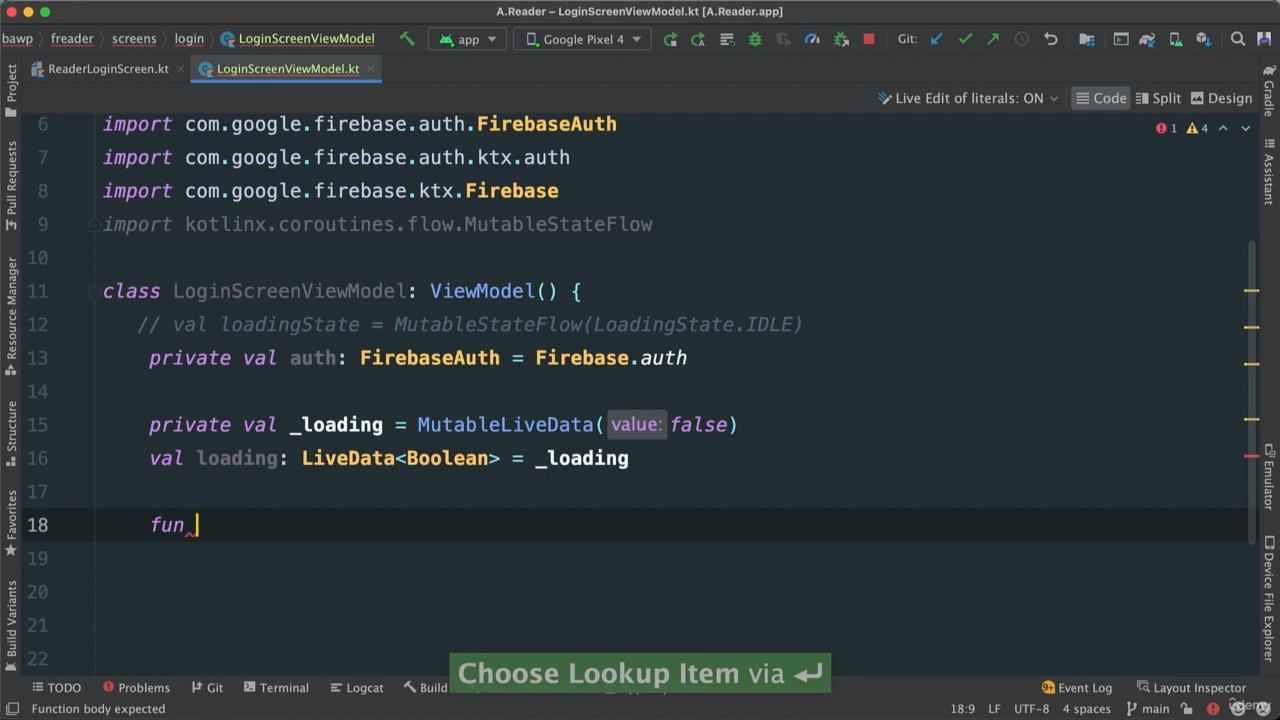 A.Reader – LoginScreenViewModel.kt [A.Reader.app]
bawp freader screens login LoginScreenViewModel app Google Pixel 4 Git:
ReaderLoginScreen.kt LoginScreenViewModel.kt
Live Edit of literals: ON Code Split Design
1 4
6 import com.google.firebase.auth.FirebaseAuth
7 import com.google.firebase.auth.ktx.auth
8 import com.google.firebase.ktx.Firebase
9 import kotlinx.coroutines.flow.MutableStateFlow
10
11 class LoginScreenViewModel: ViewModel() {
12 // val loadingState = MutableStateFlow(LoadingState.IDLE)
13 private val auth: FirebaseAuth = Firebase.auth
14
15 private val _loading = MutableLiveData( value: false)
16 val loading: LiveData<Boolean> = _loading
17
18 fun
19
20
21
22
Project
Pull Requests
Resource Manager
Structure
Favorites
Build Variants
Gradle
Assistant
Emulator
Device File Explorer
Choose Lookup Item via ↵
TODO Problems Git Terminal Logcat Build Event Log Layout Inspector
Function body expected 18:9 LF UTF-8 4 spaces main
Udemy